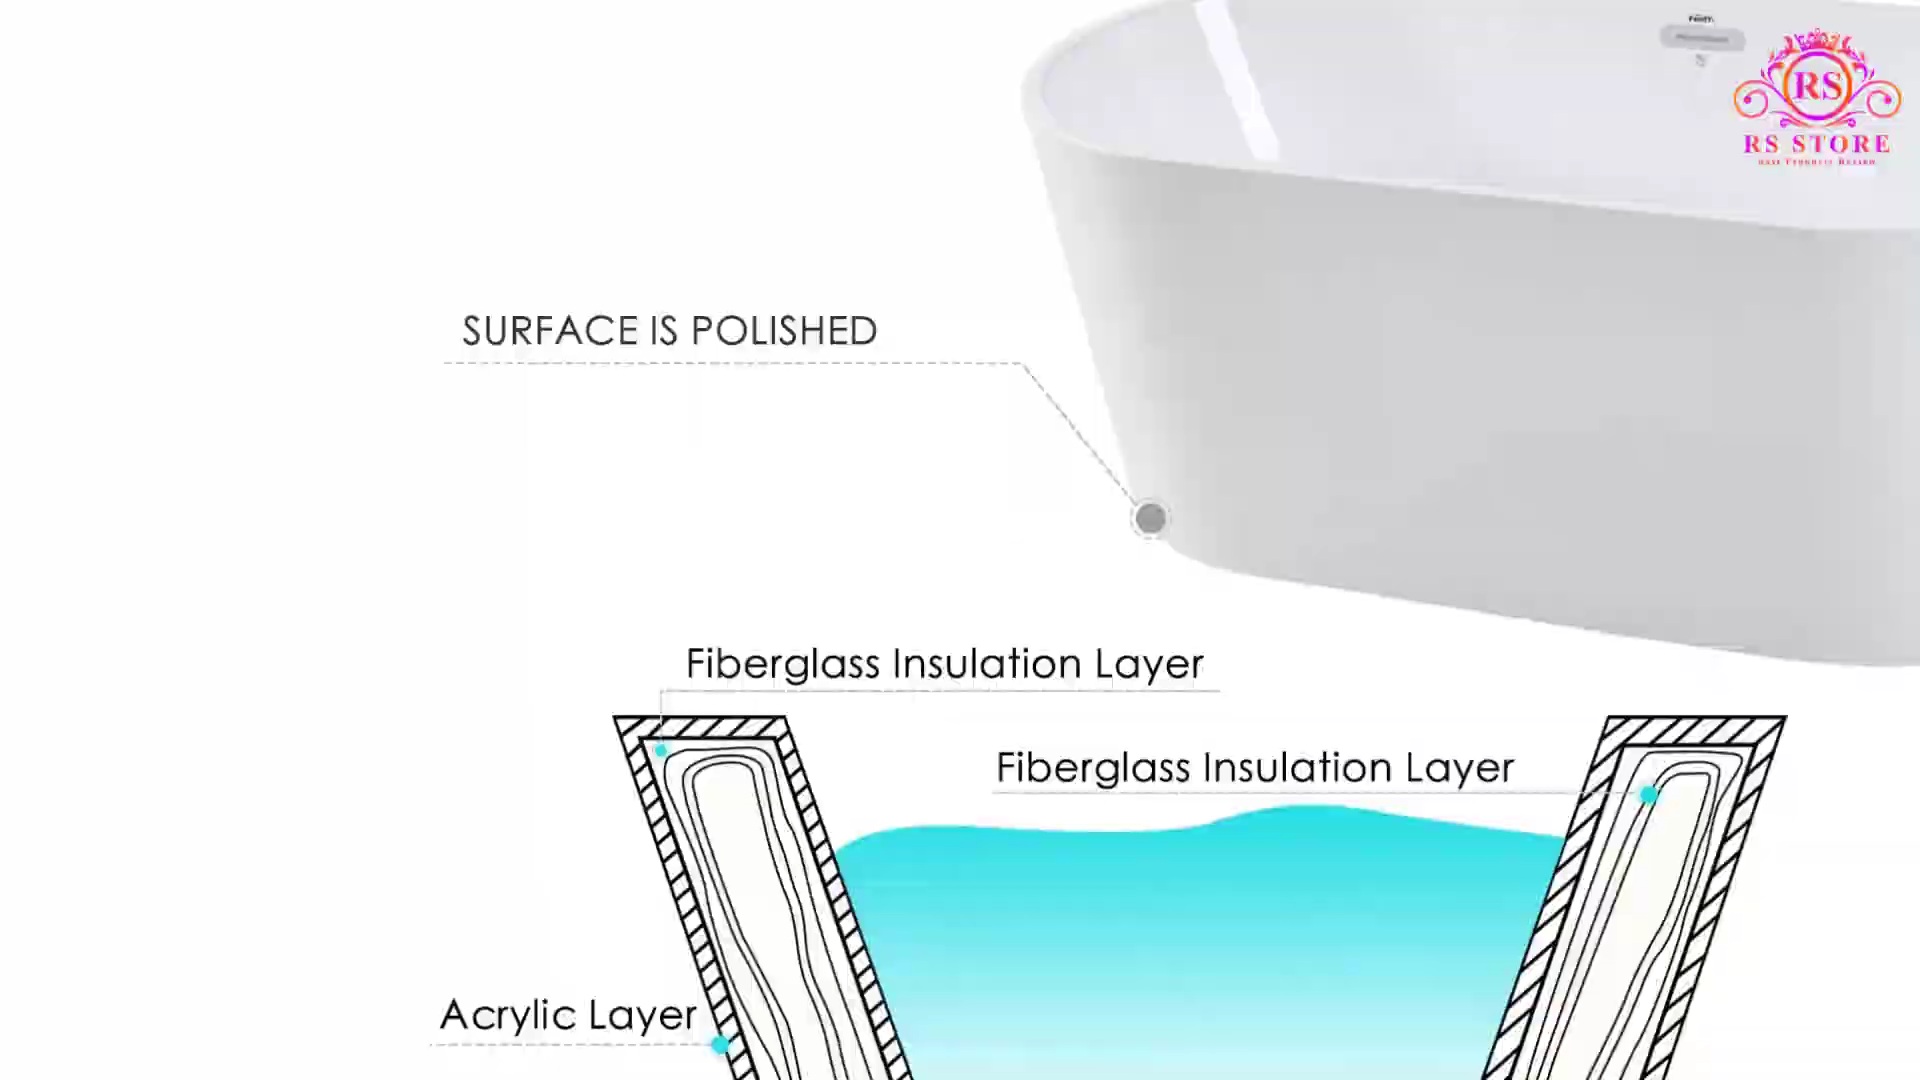 RS
RS STORE
SURFACE IS POLISHED
Fiberglass Insulation Layer
Fiberglass Insulation Layer
Acrylic Layer